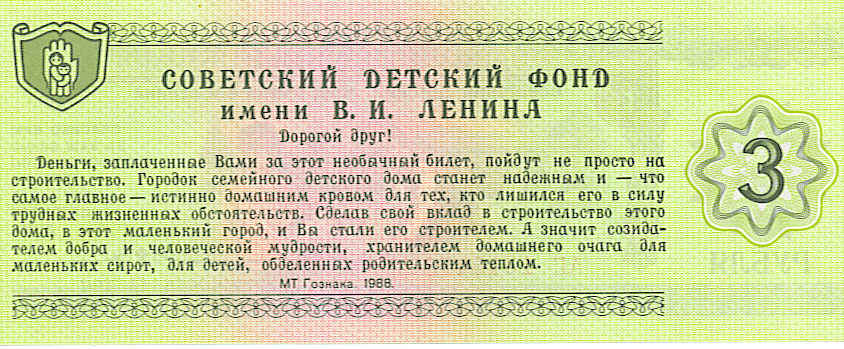 СОВЕТСКИЙ ДЕТСКИЙ ФОНД
имени В. И. ЛЕНИНА
Дорогой друг!
Деньги, заплаченные Вами за этот необычный билет, пойдут не просто на
строительство. Городок семейного детского дома станет надежным и — что
самое главное — истинно домашним кровом для тех, кто лишился его в силу
трудных жизненных обстоятельств. Сделав свой вклад в строительство этого
дома, в этот маленький город, и Вы стали его строителем. А значит созида-
телем добра и человеческой мудрости, хранителем домашнего очага для
маленьких сирот, для детей, обделенных родительским теплом.
МТ Гознака. 1988.
3